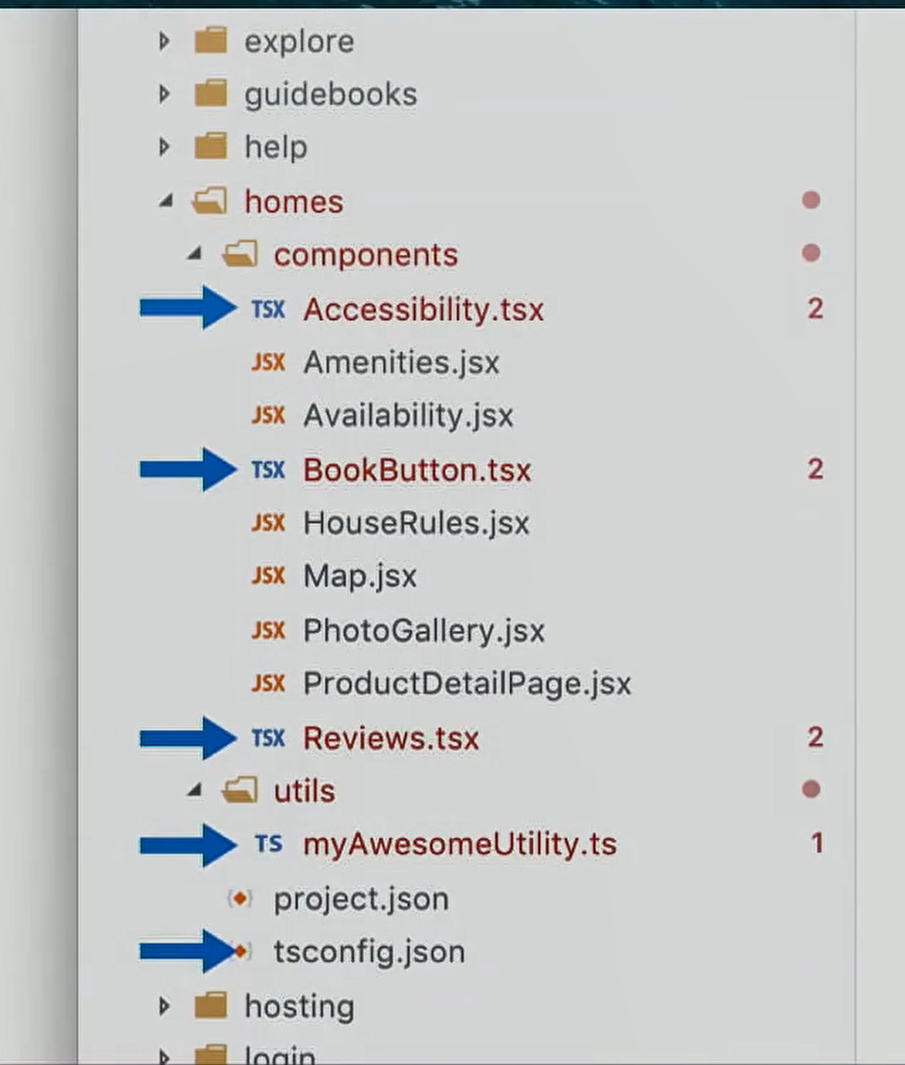 explore
guidebooks
help
homes
components
TSX Accessibility.tsx 2
JSX Amenities.jsx
JSX Availability.jsx
TSX BookButton.tsx 2
JSX HouseRules.jsx
JSX Map.jsx
JSX PhotoGallery.jsx
JSX ProductDetailPage.jsx
TSX Reviews.tsx 2
utils
TS myAwesomeUtility.ts 1
project.json
tsconfig.json
hosting
login